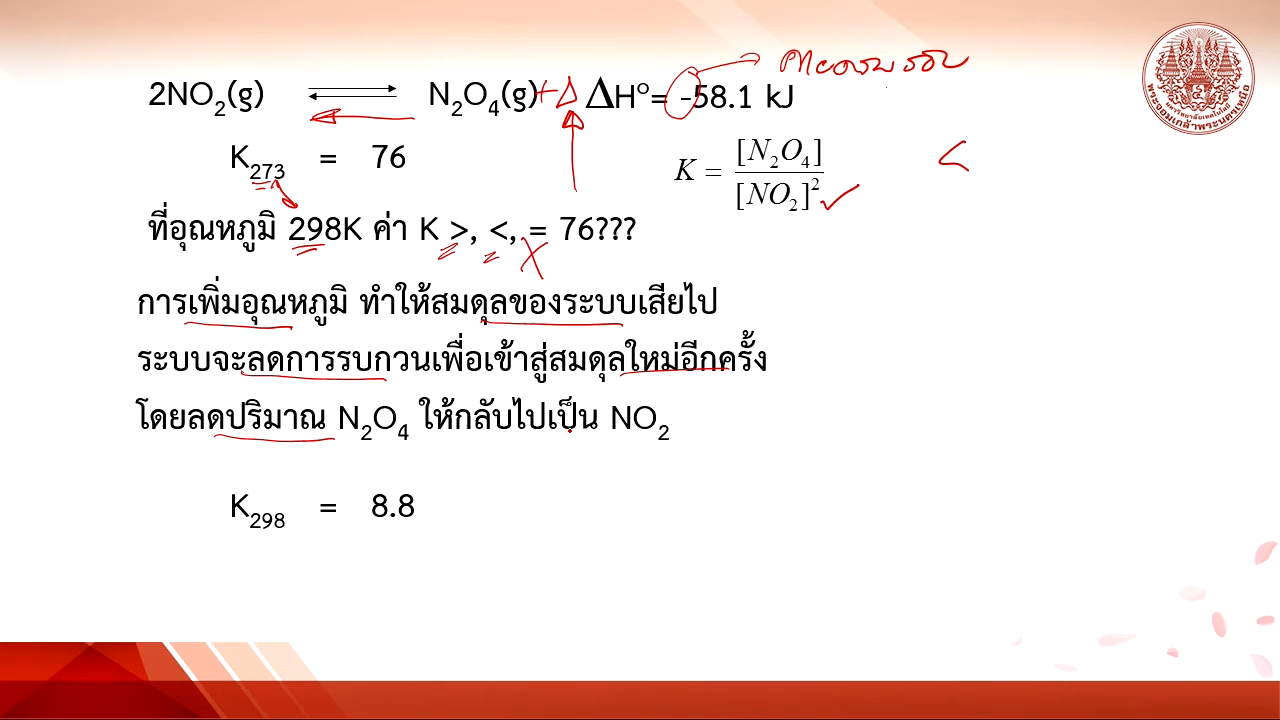 2NO₂(g) ⇌ N₂O₄(g) + Δ ΔH°= -58.1 kJ
K₂₇₃ = 76
K = [N₂O₄] / [NO₂]²
<
ที่อุณหภูมิ 298K ค่า K >, <, = 76???
การเพิ่มอุณหภูมิ ทำให้สมดุลของระบบเสียไป
ระบบจะลดการรบกวนเพื่อเข้าสู่สมดุลใหม่อีกครั้ง
โดยลดปริมาณ N₂O₄ ให้กลับไปเป็น NO₂
K₂₉₈ = 8.8